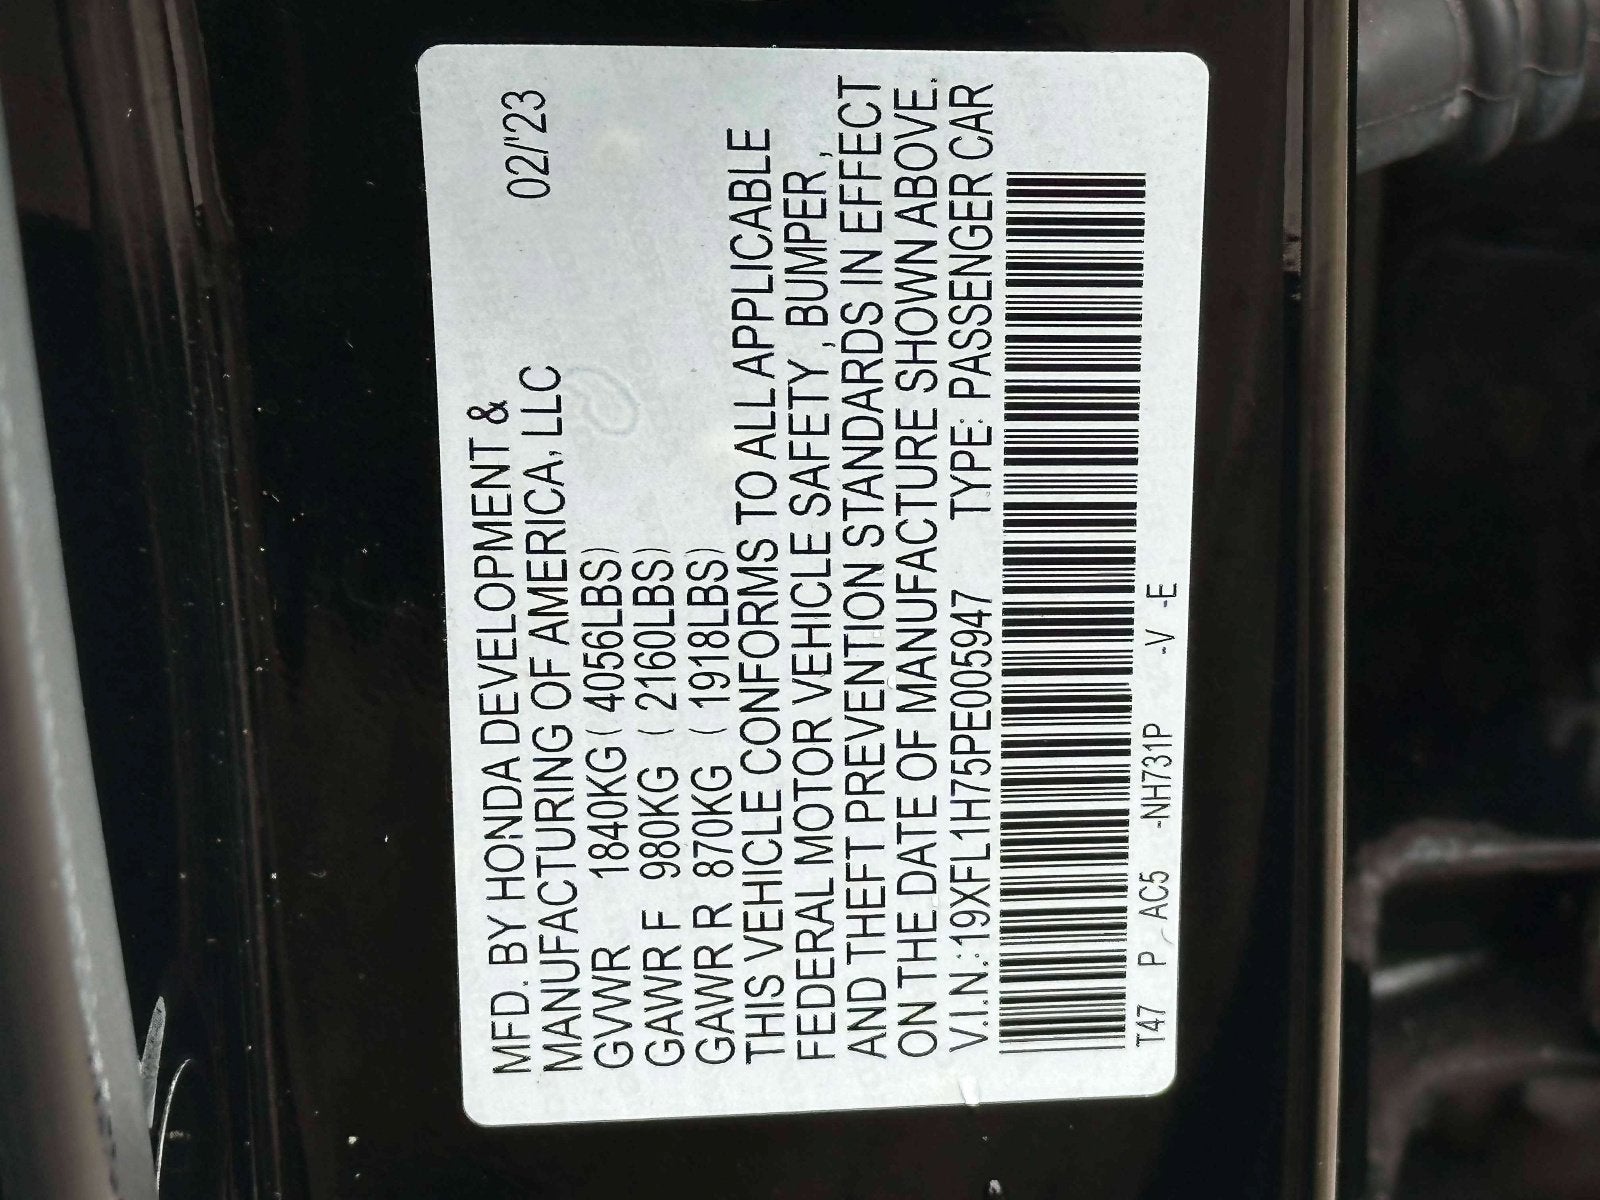 MFD. BY HONDA DEVELOPMENT & 02/'23
MANUFACTURING OF AMERICA, LLC
GVWR 1840KG ( 4056LBS)
GAWR F 980KG ( 2160LBS)
GAWR R 870KG ( 1918LBS)
THIS VEHICLE CONFORMS TO ALL APPLICABLE
FEDERAL MOTOR VEHICLE SAFETY , BUMPER,
AND THEFT PREVENTION STANDARDS IN EFFECT
ON THE DATE OF MANUFACTURE SHOWN ABOVE.
V.I.N.:19XFL1H75PE005947 TYPE: PASSENGER CAR
T47 P AC5 -NH731P -V -E